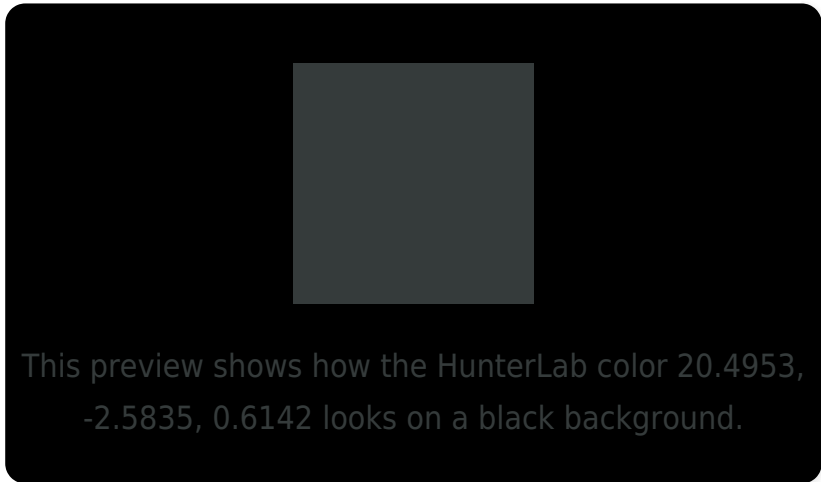 This preview shows how the HunterLab color 20.4953,
-2.5835, 0.6142 looks on a black background.